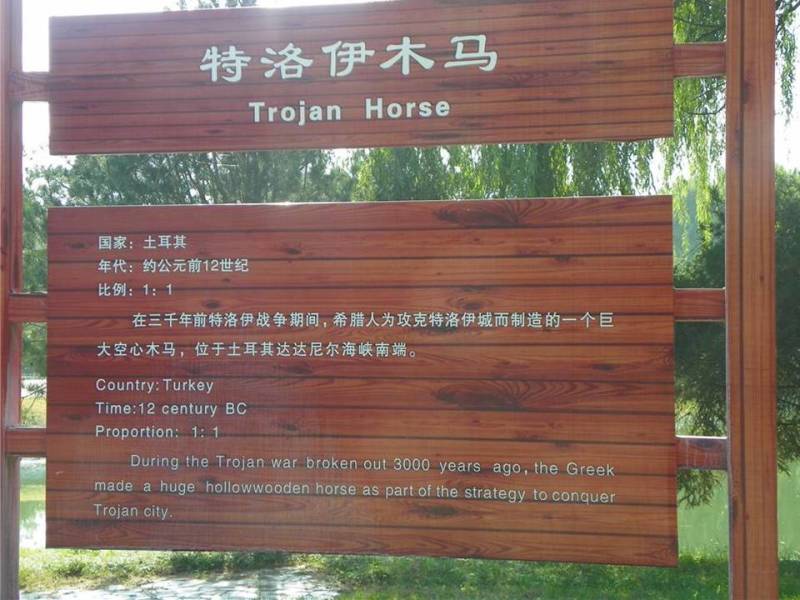 特洛伊木马
Trojan Horse
国家：土耳其
年代：约公元前12世纪
比例：1：1
在三千年前特洛伊战争期间，希腊人为攻克特洛伊城而制造的一个巨
大空心木马，位于土耳其达达尼尔海峡南端。
Country: Turkey
Time:12 century BC
Proportion: 1: 1
During the Trojan war broken out 3000 years ago, the Greek
made a huge hollowwooden horse as part of the strategy to conquer
Trojan city.